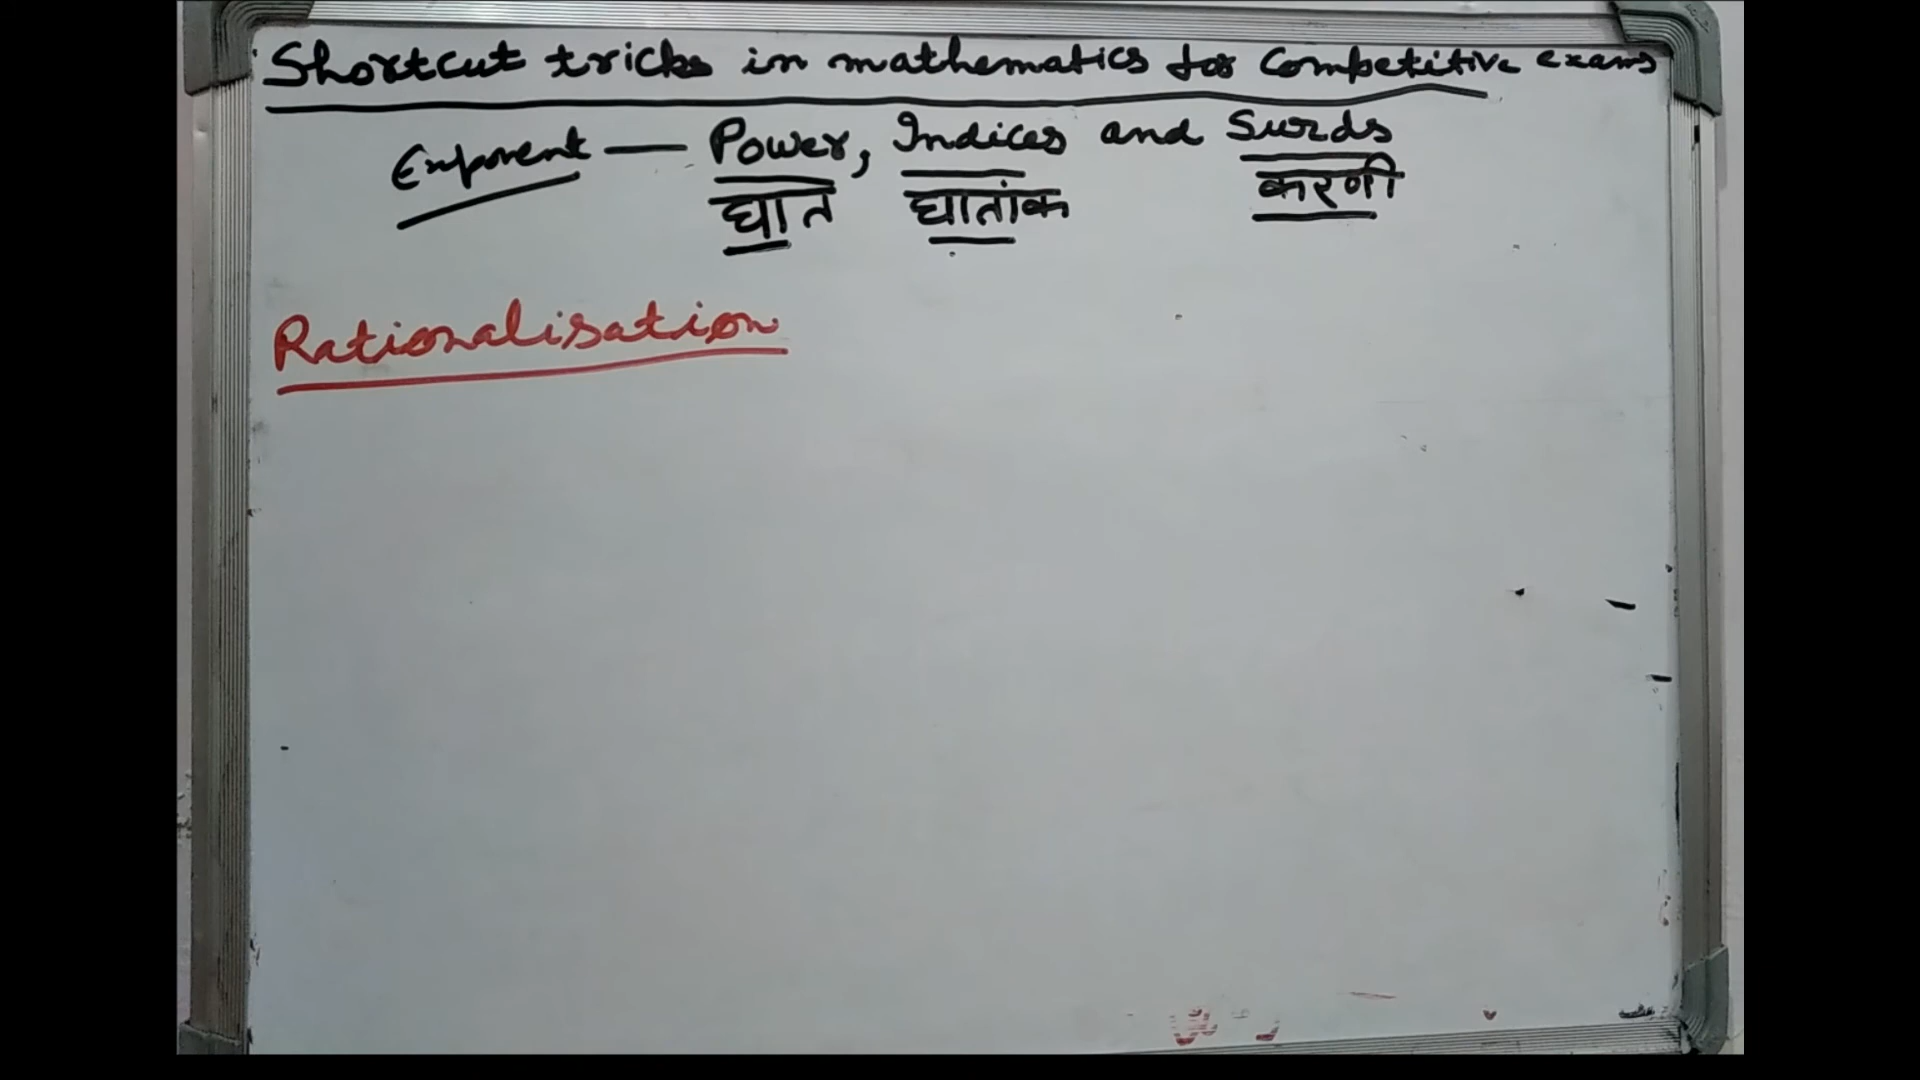 Shortcut tricks in mathematics for Competitive exams
Exponent — Power, Indices and Surds
घात घातांक करणी
Rationalisation